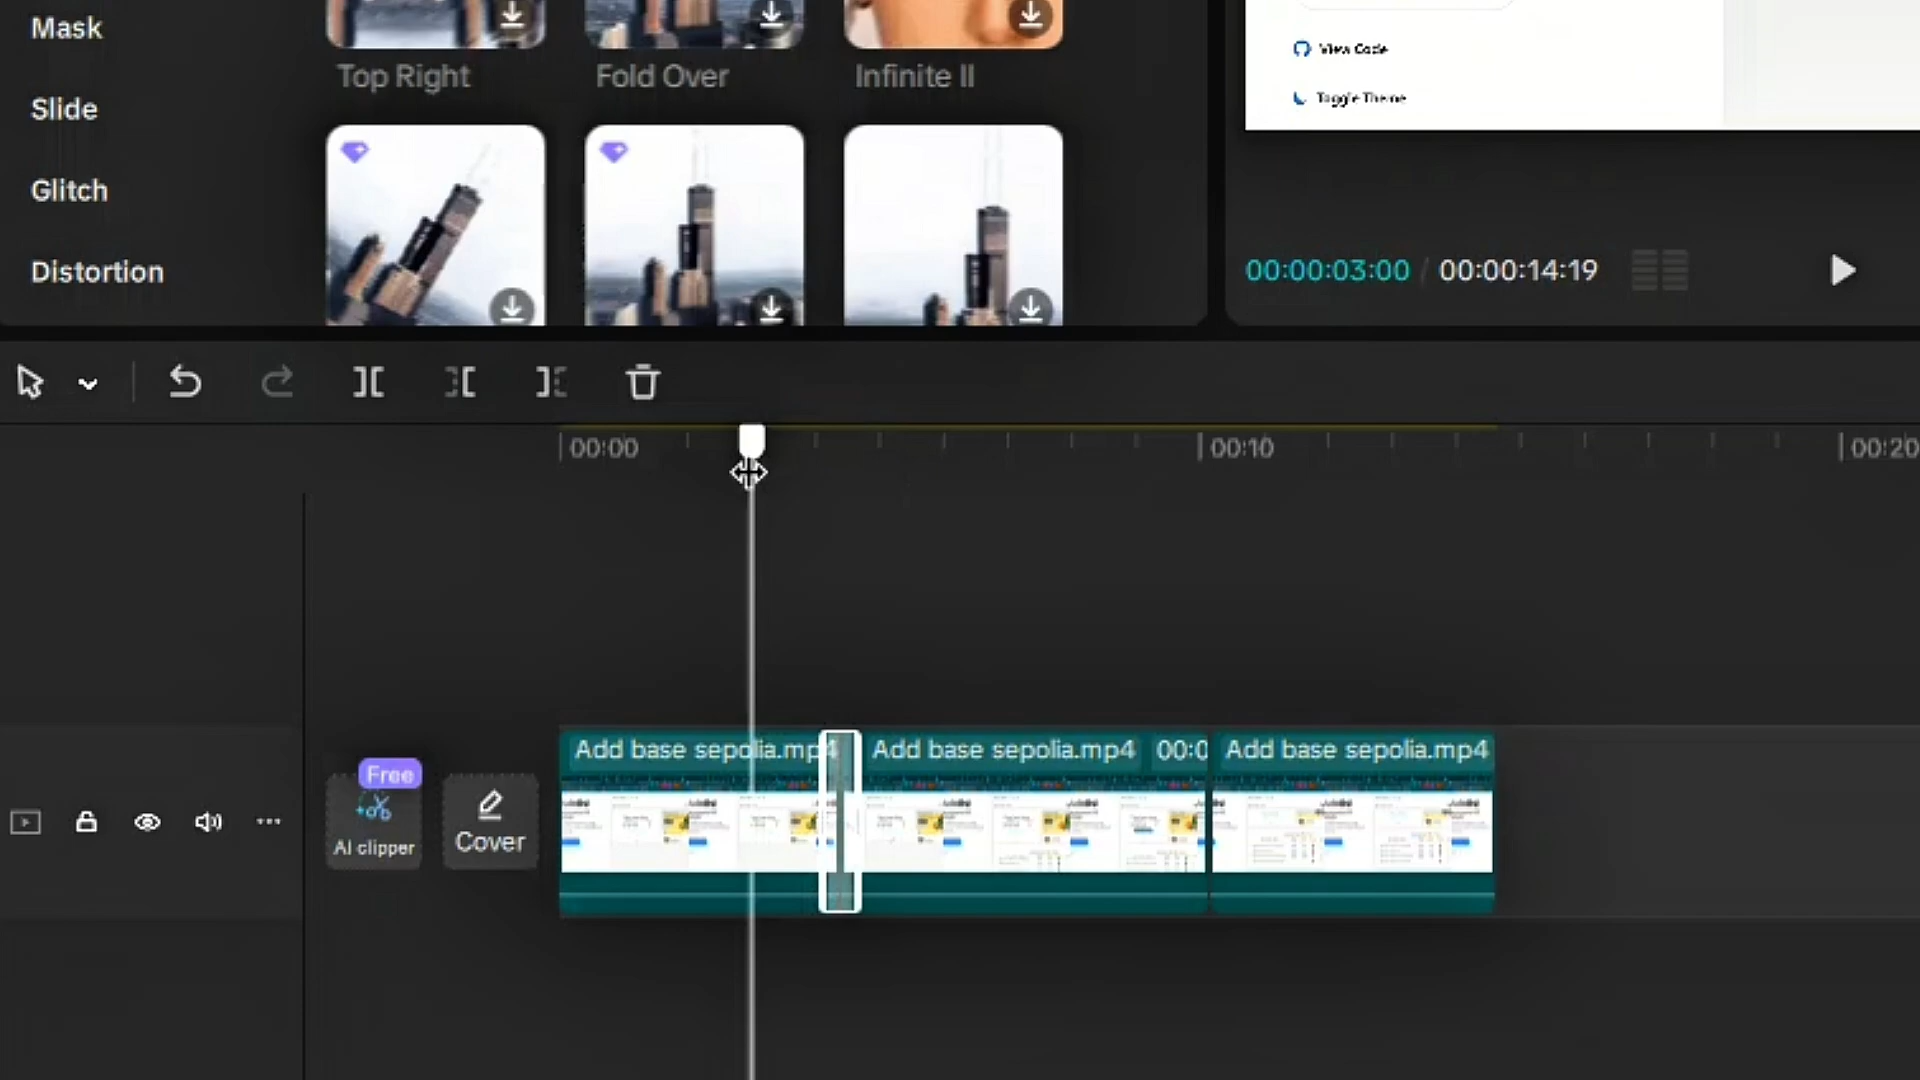 Mask
Slide
Glitch
Distortion
Top Right
Fold Over
Infinite II
View Code
Toggle Theme
00:00:03:00 / 00:00:14:19
00:00
00:10
00:20
Free
AI clipper
Cover
Add base sepolia.mp4
Add base sepolia.mp4 00:0
Add base sepolia.mp4